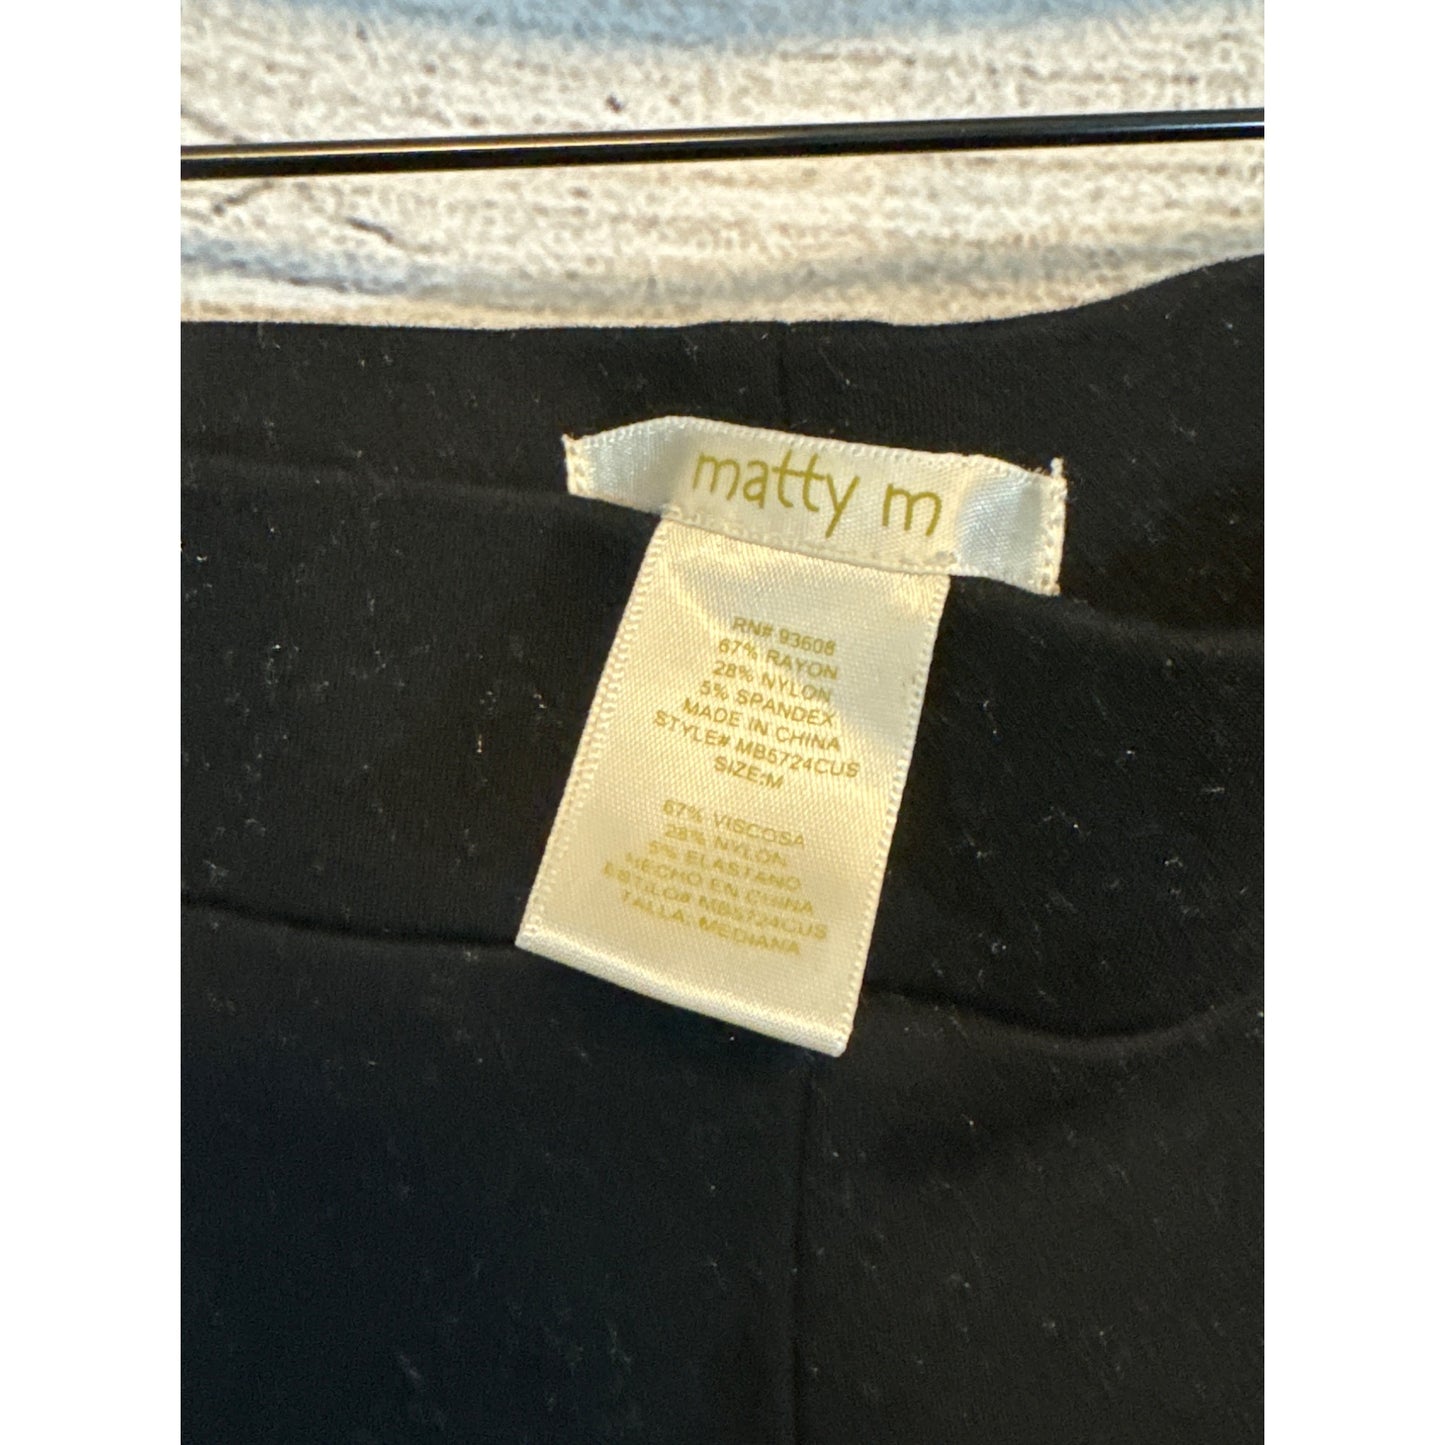 matty m
RN# 93608
67% RAYON
28% NYLON
5% SPANDEX
MADE IN CHINA
STYLE# MB5724CUS
SIZE:M
67% VISCOSA
28% NYLON
5% ELASTANO
HECHO EN CHINA
ESTILO# MB5724CUS
TALLA: MEDIANA